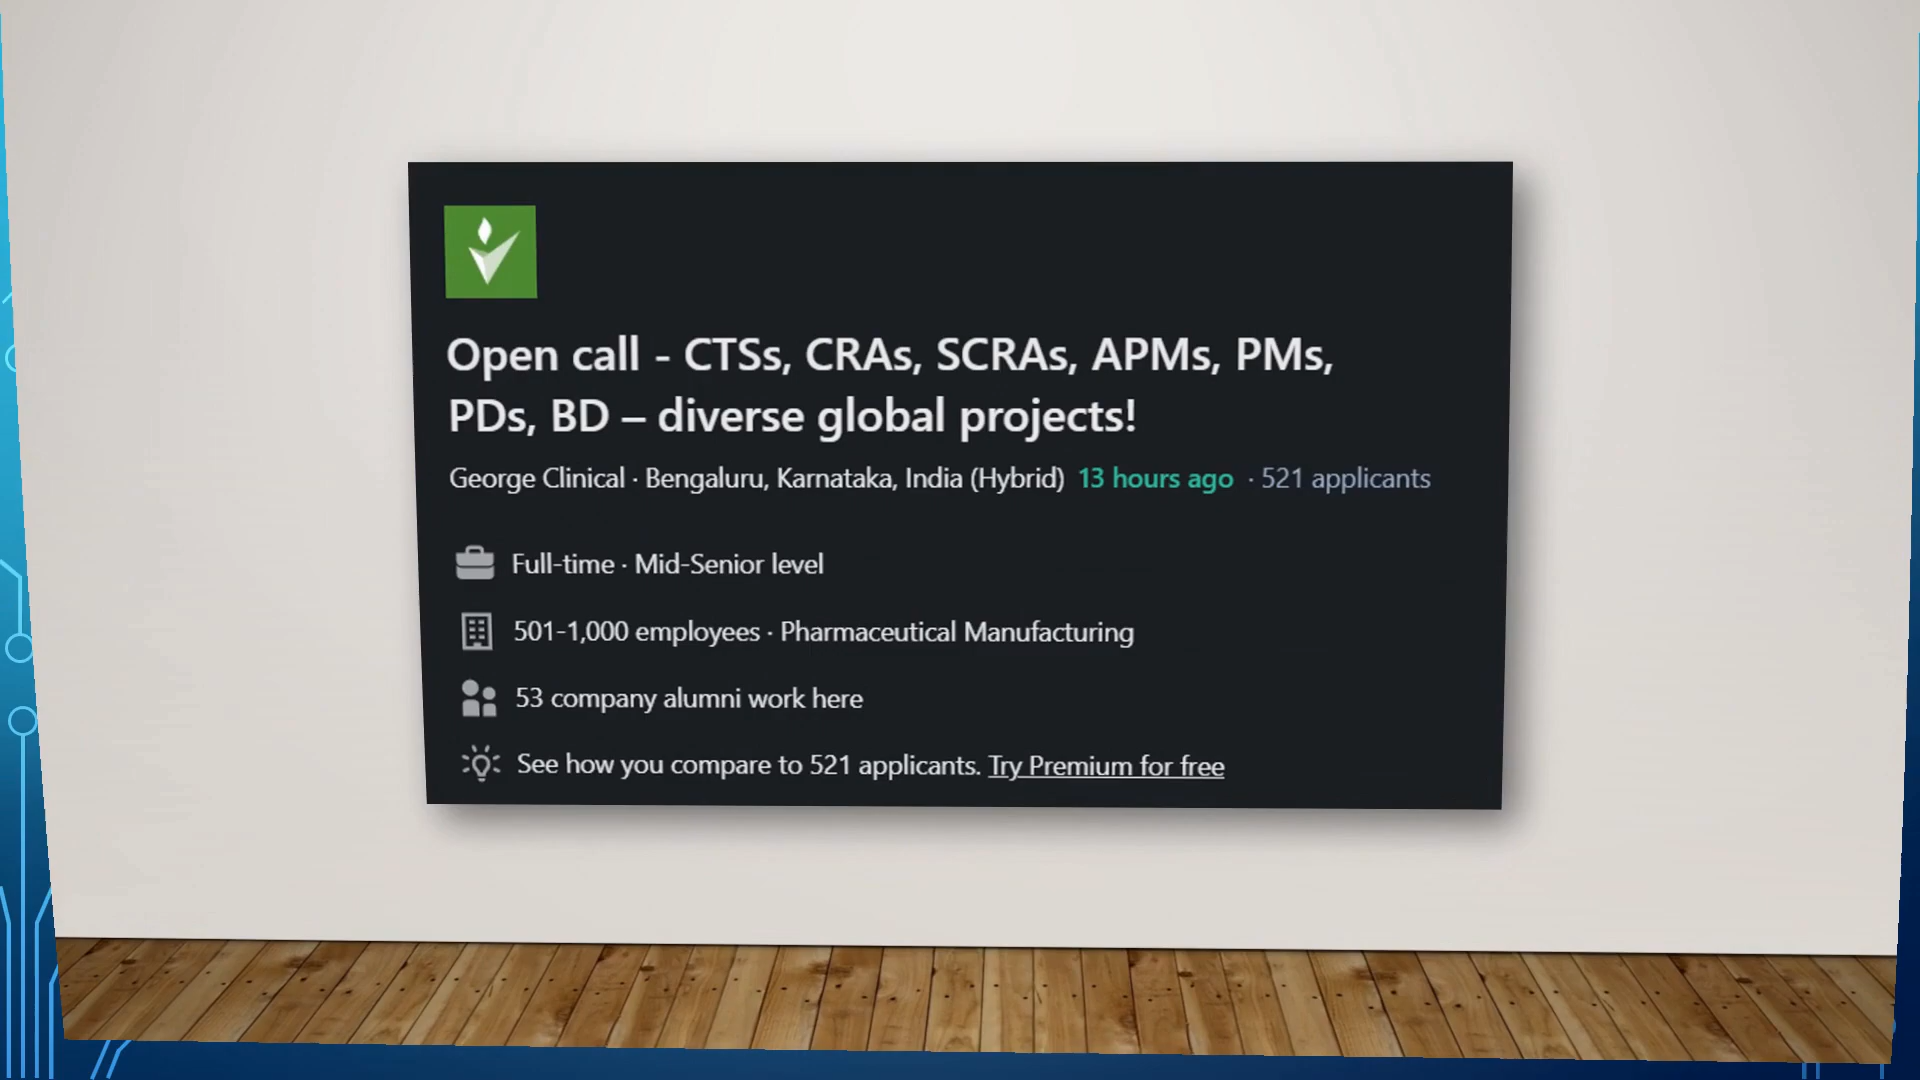 Open call - CTSs, CRAs, SCRAs, APMs, PMs,
PDs, BD – diverse global projects!
George Clinical · Bengaluru, Karnataka, India (Hybrid) 13 hours ago · 521 applicants
Full-time · Mid-Senior level
501-1,000 employees · Pharmaceutical Manufacturing
53 company alumni work here
See how you compare to 521 applicants. Try Premium for free